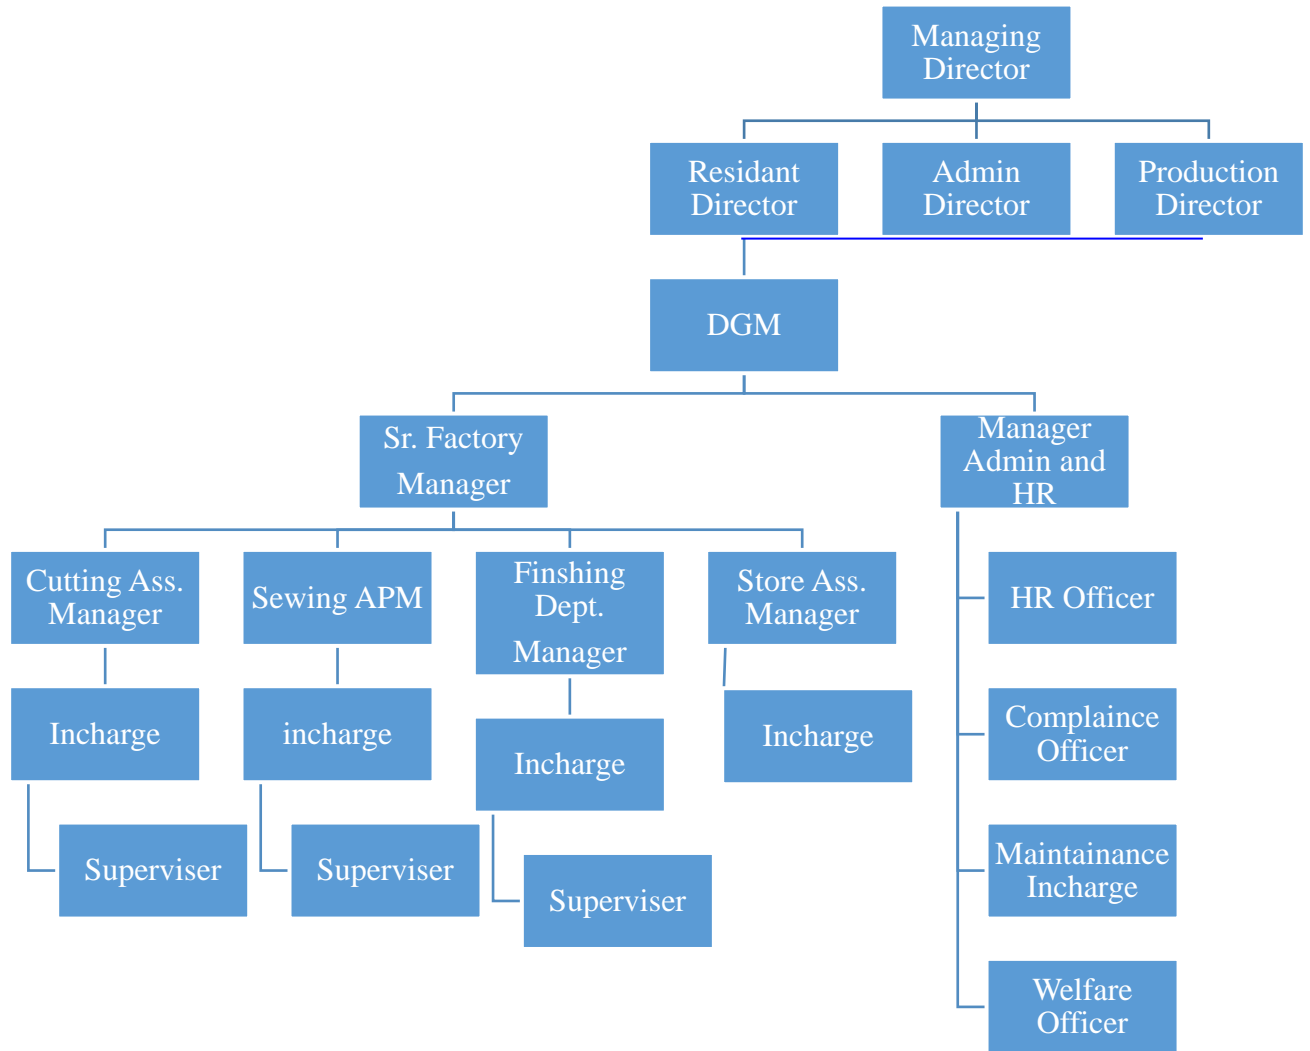 Managing
Director
Residant
Director
Admin
Director
Production
Director
DGM
Sr. Factory
Manager
Manager
Admin and
HR
Cutting Ass.
Manager
Sewing APM
Finshing
Dept.
Manager
Store Ass.
Manager
HR Officer
Incharge
incharge
Incharge
Incharge
Complaince
Officer
Superviser
Superviser
Superviser
Maintainance
Incharge
Welfare
Officer